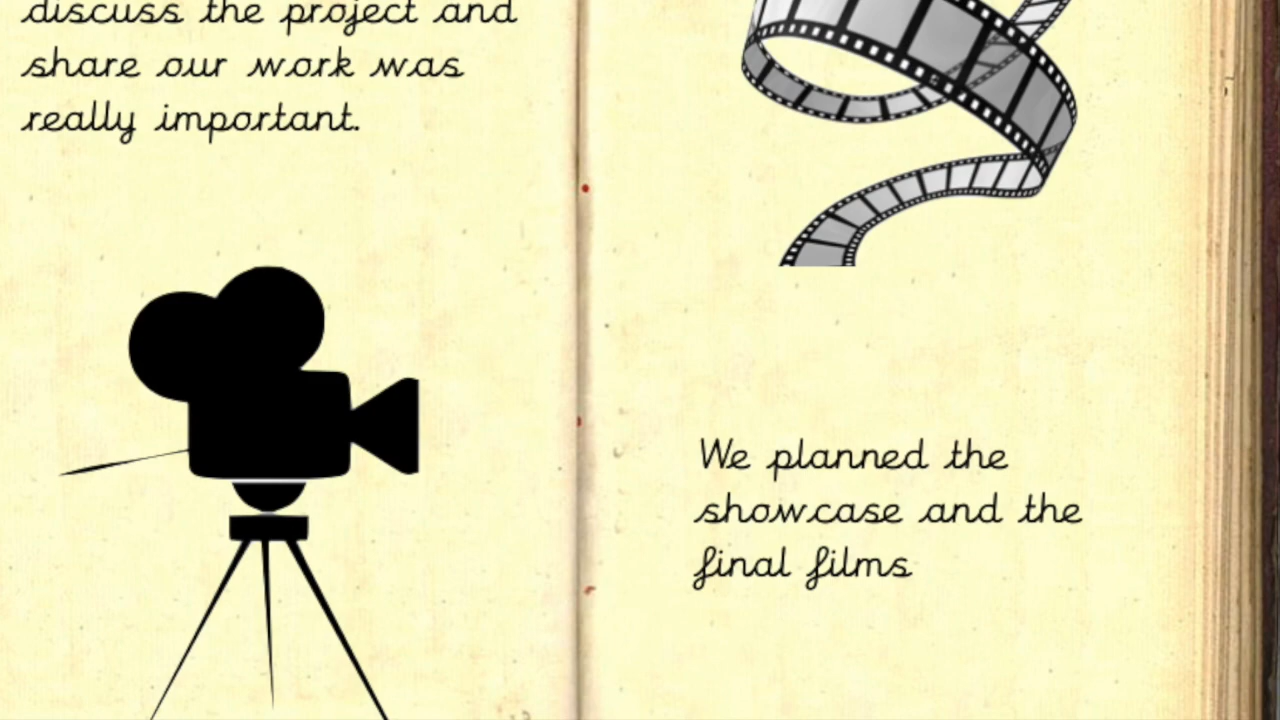 discuss the project and
share our work was
really important.
We planned the
showcase and the
final films